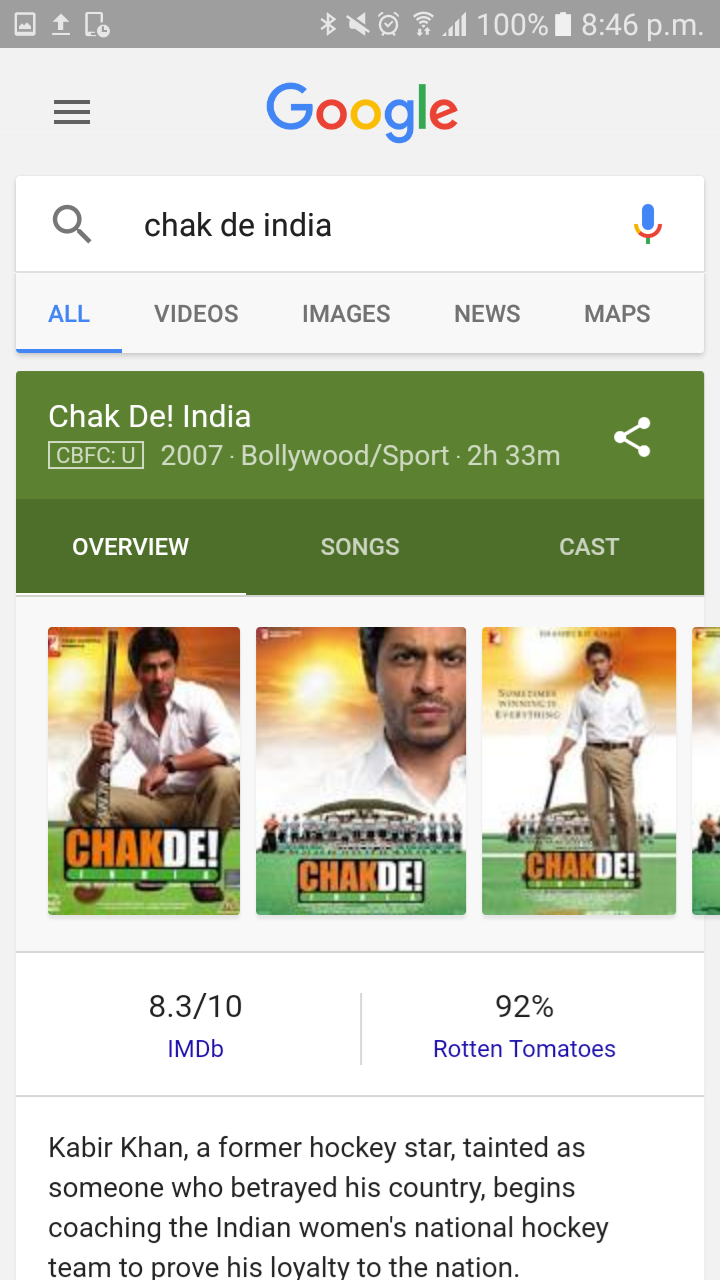 100% 8:46 p.m.
Google
chak de india
ALL VIDEOS IMAGES NEWS MAPS
Chak De! India
CBFC: U 2007 · Bollywood/Sport · 2h 33m
OVERVIEW SONGS CAST
CHAKDE!
INDIA
CHAKDE!
INDIA
SOMETIMES
WINNING IS
EVERYTHING
CHAKDE!
INDIA
8.3/10
IMDb
92%
Rotten Tomatoes
Kabir Khan, a former hockey star, tainted as
someone who betrayed his country, begins
coaching the Indian women's national hockey
team to prove his loyalty to the nation.